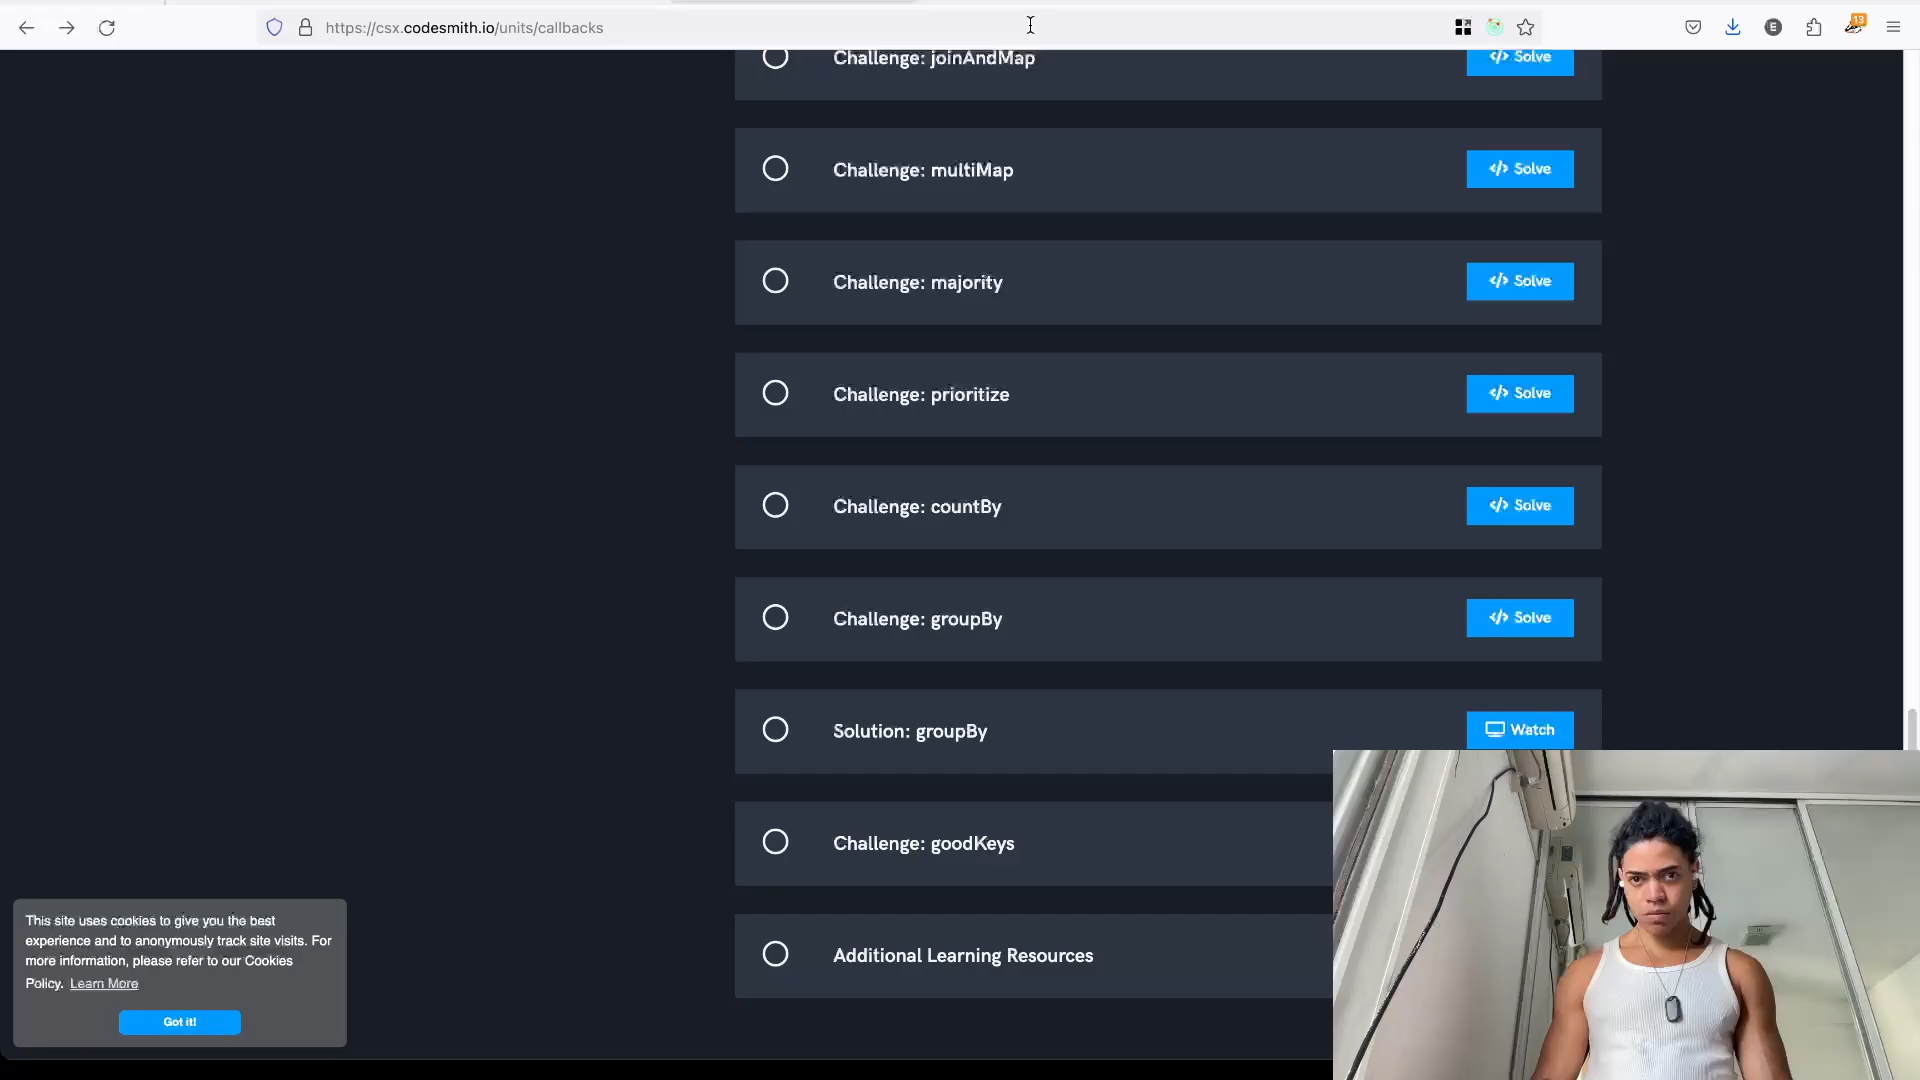 https://csx.codesmith.io/units/callbacks
E
13
Challenge: joinAndMap
</> Solve
Challenge: multiMap
</> Solve
Challenge: majority
</> Solve
Challenge: prioritize
</> Solve
Challenge: countBy
</> Solve
Challenge: groupBy
</> Solve
Solution: groupBy
Watch
Challenge: goodKeys
Additional Learning Resources
This site uses cookies to give you the best
experience and to anonymously track site visits. For
more information, please refer to our Cookies
Policy. Learn More
Got it!